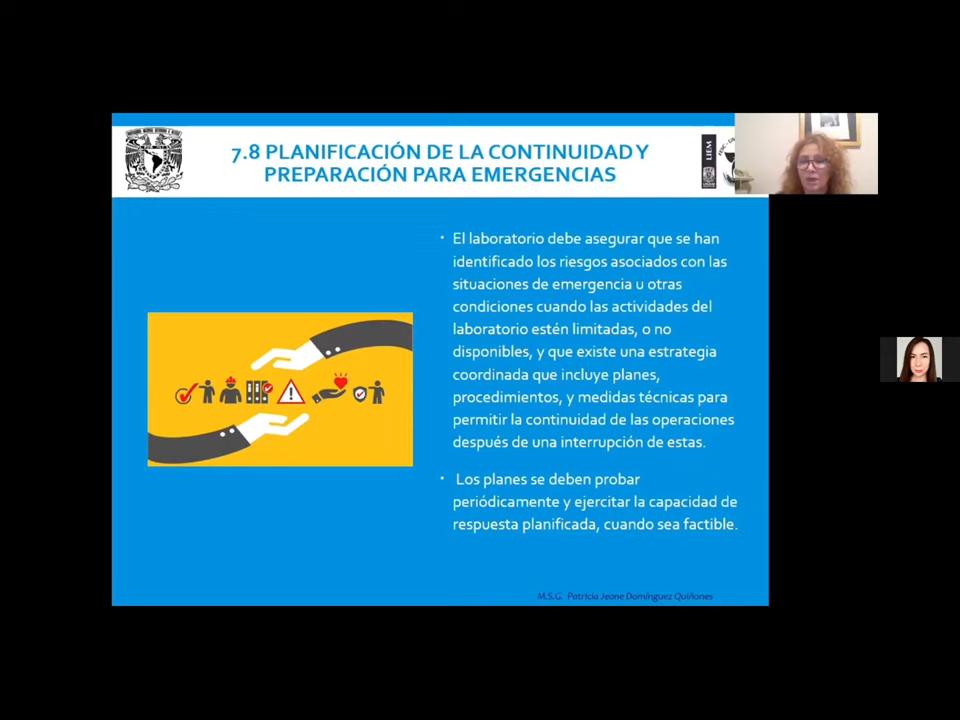 7.8 PLANIFICACIÓN DE LA CONTINUIDAD Y
PREPARACIÓN PARA EMERGENCIAS
LIEM
• El laboratorio debe asegurar que se han
identificado los riesgos asociados con las
situaciones de emergencia u otras
condiciones cuando las actividades del
laboratorio estén limitadas, o no
disponibles, y que existe una estrategia
coordinada que incluye planes,
procedimientos, y medidas técnicas para
permitir la continuidad de las operaciones
después de una interrupción de estas.
• Los planes se deben probar
periódicamente y ejercitar la capacidad de
respuesta planificada, cuando sea factible.
M.S.G. Patricia Jeane Domínguez Quiñones